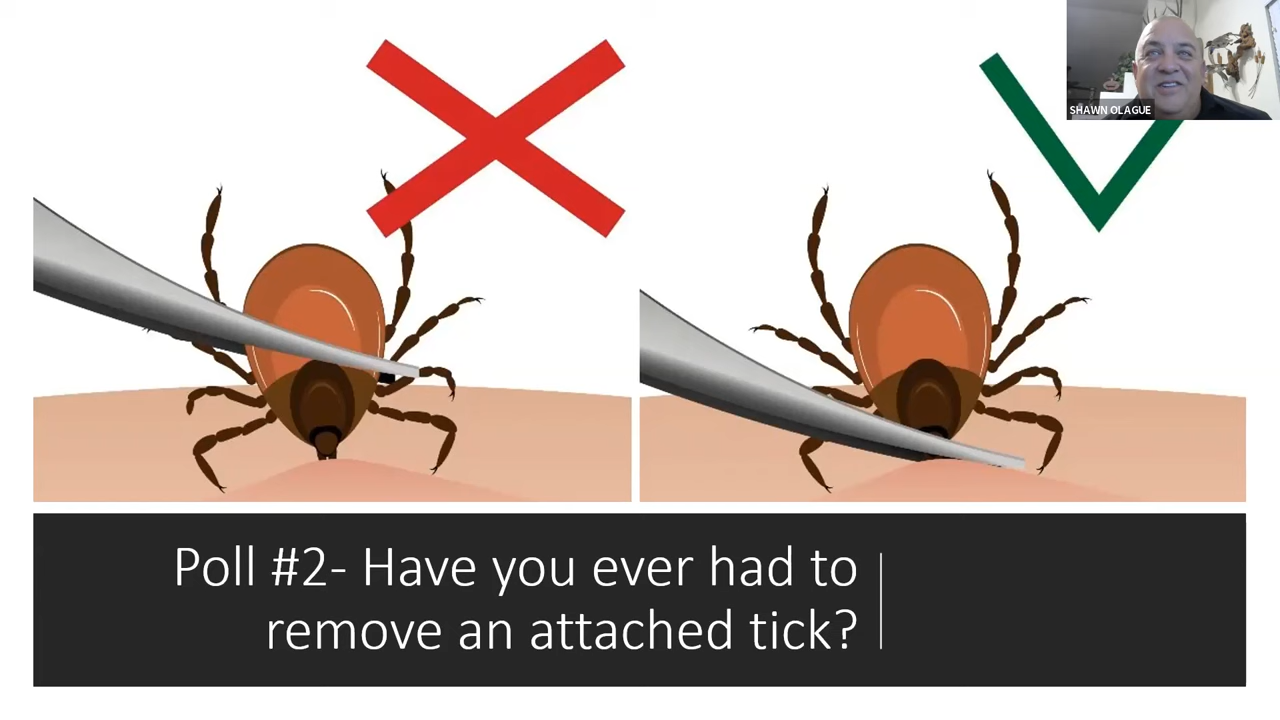 SHAWN OLAGUE
Poll #2- Have you ever had to
remove an attached tick?